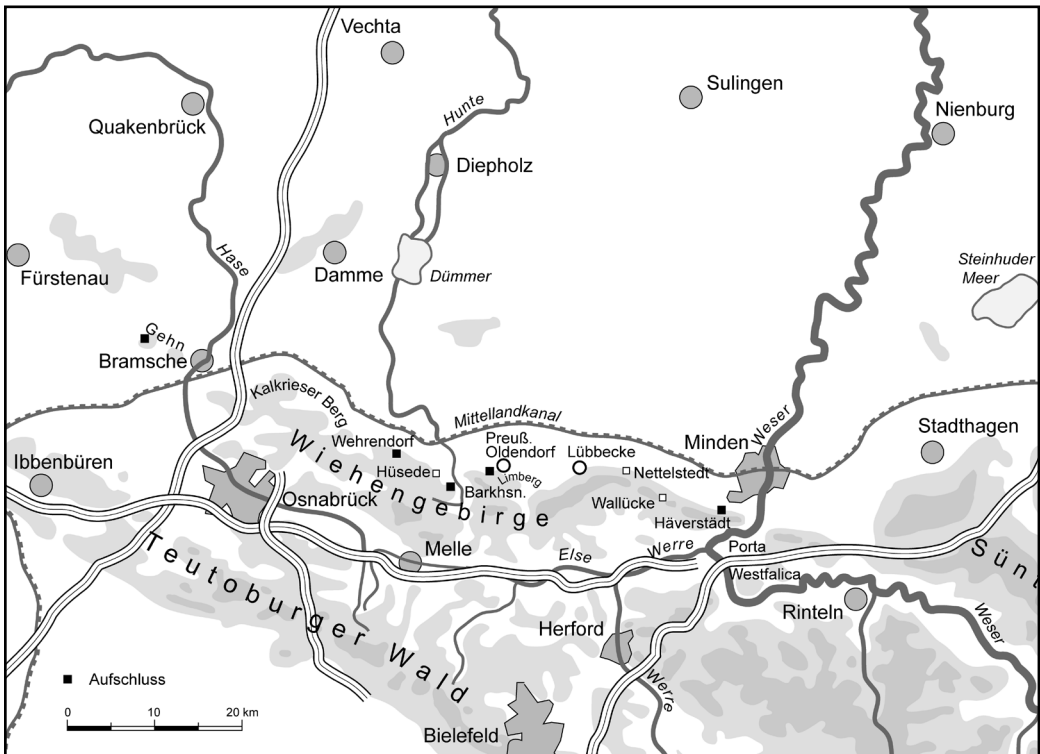 Vechta
Sulingen
Hunte
Quakenbrück
Nienburg
Diepholz
Hase
Steinhuder
Meer
Fürstenau
Damme
Dümmer
Gehn
Bramsche
Kalkrieser Berg
Mittellandkanal
Weser
Stadthagen
Wiehengebirge
Wehrendorf
Preuß.
Oldendorf
Lübbecke
Minden
Ibbenbüren
Hüsede
Limberg
Nettelstedt
Osnabrück
Barkhsn.
Wallücke
Häverstädt
Teutoburger Wald
Melle
Else
Werre
Porta
Westfalica
Sünt
Rinteln
Weser
Herford
Werre
Aufschluss
0 10 20 km
Bielefeld